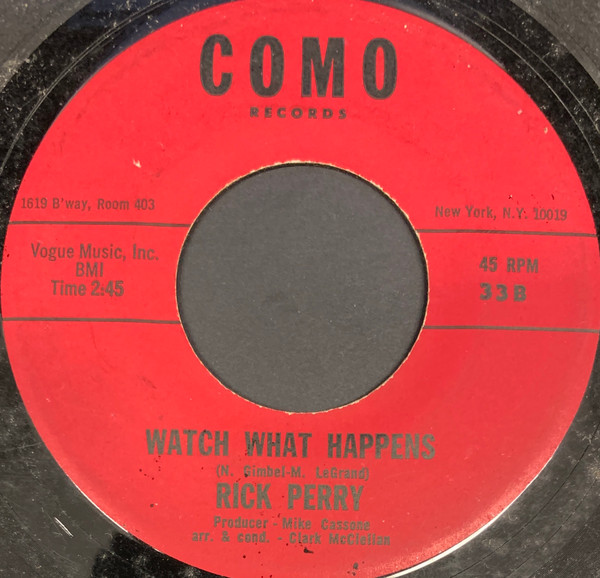 COMO
RECORDS
1619 B'way, Room 403
New York, N.Y. 10019
Vogue Music, Inc.
BMI
Time 2:45
45 RPM
33B
WATCH WHAT HAPPENS
(N. Gimbel-M. LeGrand)
RICK PERRY
Producer - Mike Cassone
arr. & cond. - Clark McClellan